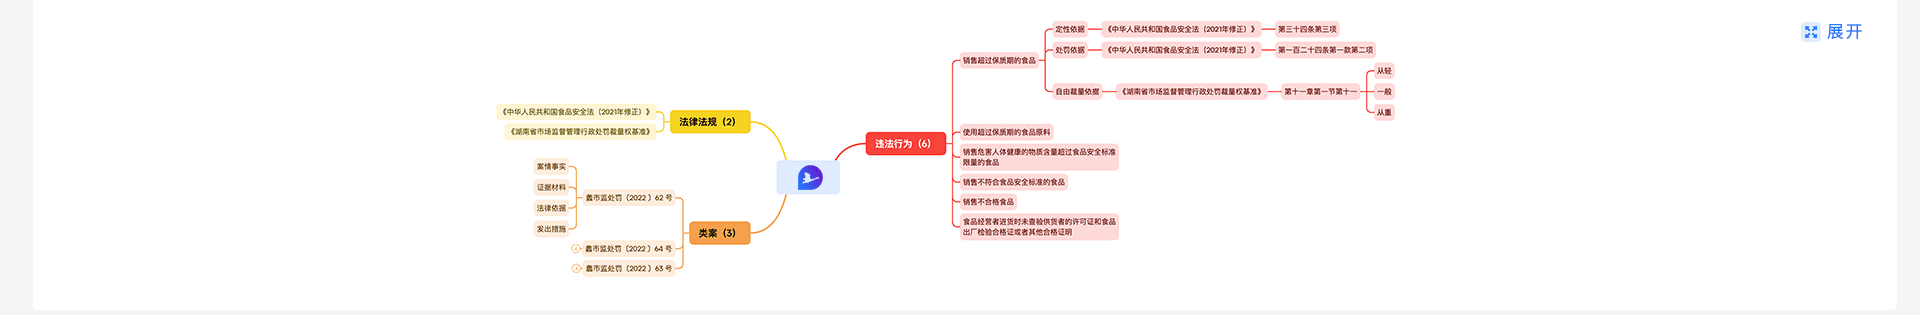 展开
《中华人民共和国食品安全法（2021年修正）》
《湖南省市场监督管理行政处罚裁量权基准》
法律法规（2）
案情事实
证据材料
法律依据
发出措施
蠡市监处罚〔2022〕62 号
蠡市监处罚〔2022〕64 号
蠡市监处罚〔2022〕63 号
类案（3）
违法行为（6）
销售超过保质期的食品
定性依据
《中华人民共和国食品安全法（2021年修正）》
第三十四条第三项
处罚依据
《中华人民共和国食品安全法（2021年修正）》
第一百二十四条第一款第二项
自由裁量依据
《湖南省市场监督管理行政处罚裁量权基准》
第十一章第一节第十一
从轻
一般
从重
使用超过保质期的食品原料
销售危害人体健康的物质含量超过食品安全标准
限量的食品
销售不符合食品安全标准的食品
销售不合格食品
食品经营者进货时未查验供货者的许可证和食品
出厂检验合格证或者其他合格证明